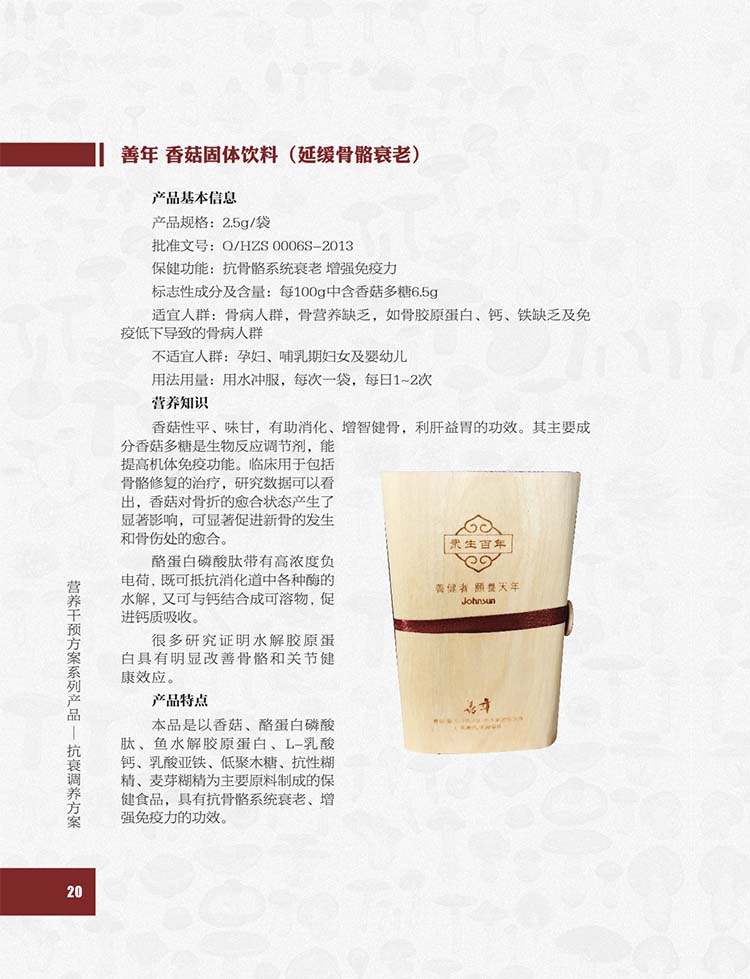 善年 香菇固体饮料（延缓骨骼衰老）
产品基本信息
产品规格：2.5g/袋
批准文号：Q/HZS 0006S-2013
保健功能：抗骨骼系统衰老 增强免疫力
标志性成分及含量：每100g中含香菇多糖6.5g
适宜人群：骨病人群，骨营养缺乏，如骨胶原蛋白、钙、铁缺乏及免
疫低下导致的骨病人群
不适宜人群：孕妇、哺乳期妇女及婴幼儿
用法用量：用水冲服，每次一袋，每日1~2次
营养知识
香菇性平、味甘，有助消化、增智健骨，利肝益胃的功效。其主要成
分香菇多糖是生物反应调节剂，能
提高机体免疫功能。临床用于包括
骨骼修复的治疗，研究数据可以看
出，香菇对骨折的愈合状态产生了
显著影响，可显著促进新骨的发生
和骨伤处的愈合。
酪蛋白磷酸肽带有高浓度负
电荷，既可抵抗消化道中各种酶的
水解，又可与钙结合成可溶物，促
进钙质吸收。
很多研究证明水解胶原蛋
白具有明显改善骨骼和关节健
康效应。
产品特点
本品是以香菇、酪蛋白磷酸
肽、鱼水解胶原蛋白、L-乳酸
钙、乳酸亚铁、低聚木糖、抗性糊
精、麦芽糊精为主要原料制成的保
健食品，具有抗骨骼系统衰老、增
强免疫力的功效。
众生百年
善健者 颐養天年
Johnsun
营养干预方案系列产品—抗衰调养方案
20